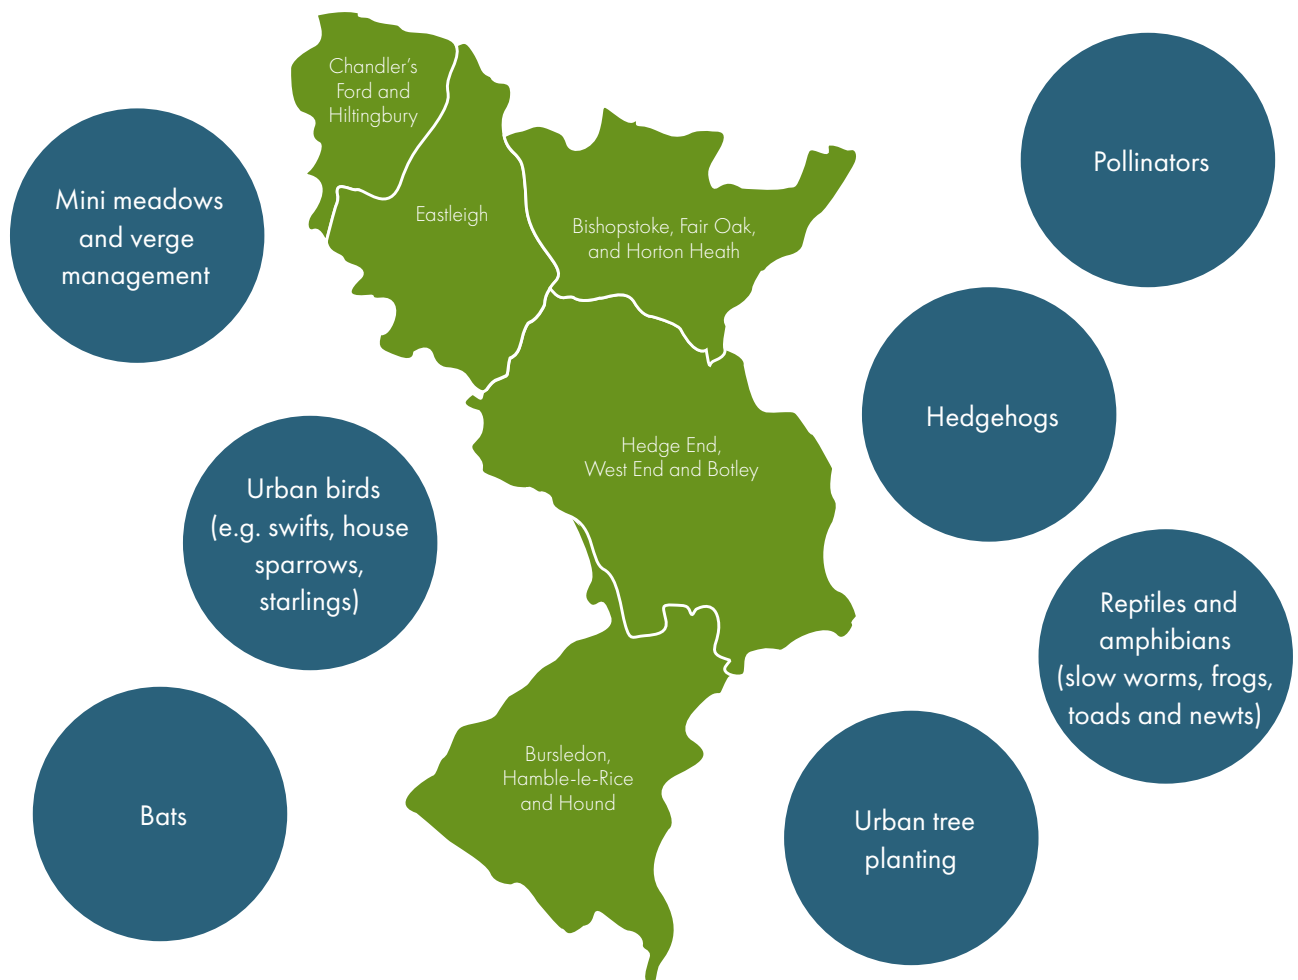 Chandler's
Ford and
Hiltingbury
Eastleigh
Bishopstoke, Fair Oak,
and Horton Heath
Hedge End,
West End and Botley
Bursledon,
Hamble-le-Rice
and Hound
Mini meadows
and verge
management
Urban birds
(e.g. swifts, house
sparrows,
starlings)
Bats
Pollinators
Hedgehogs
Reptiles and
amphibians
(slow worms, frogs,
toads and newts)
Urban tree
planting